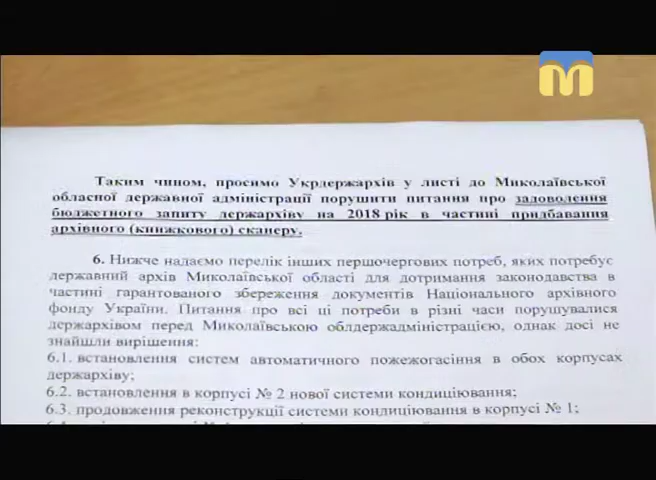 Таким чином, просимо Укрдержархів у листі до Миколаївської
обласної державної адміністрації порушити питання про задоволення
бюджетного запиту держархіву на 2018 рік в частині придбавання
архівного (книжкового) сканеру.
6. Нижче надаємо перелік інших першочергових потреб, яких потребує
державний архів Миколаївської області для дотримання законодавства в
частині гарантованого збереження документів Національного архівного
фонду України. Питання про всі ці потреби в різні часи порушувалися
держархівом перед Миколаївською облдержадміністрацією, однак досі не
знайшли вирішення:
6.1. встановлення систем автоматичного пожежогасіння в обох корпусах
держархіву;
6.2. встановлення в корпусі № 2 нової системи кондиціювання;
6.3. продовження реконструкції системи кондиціювання в корпусі № 1;